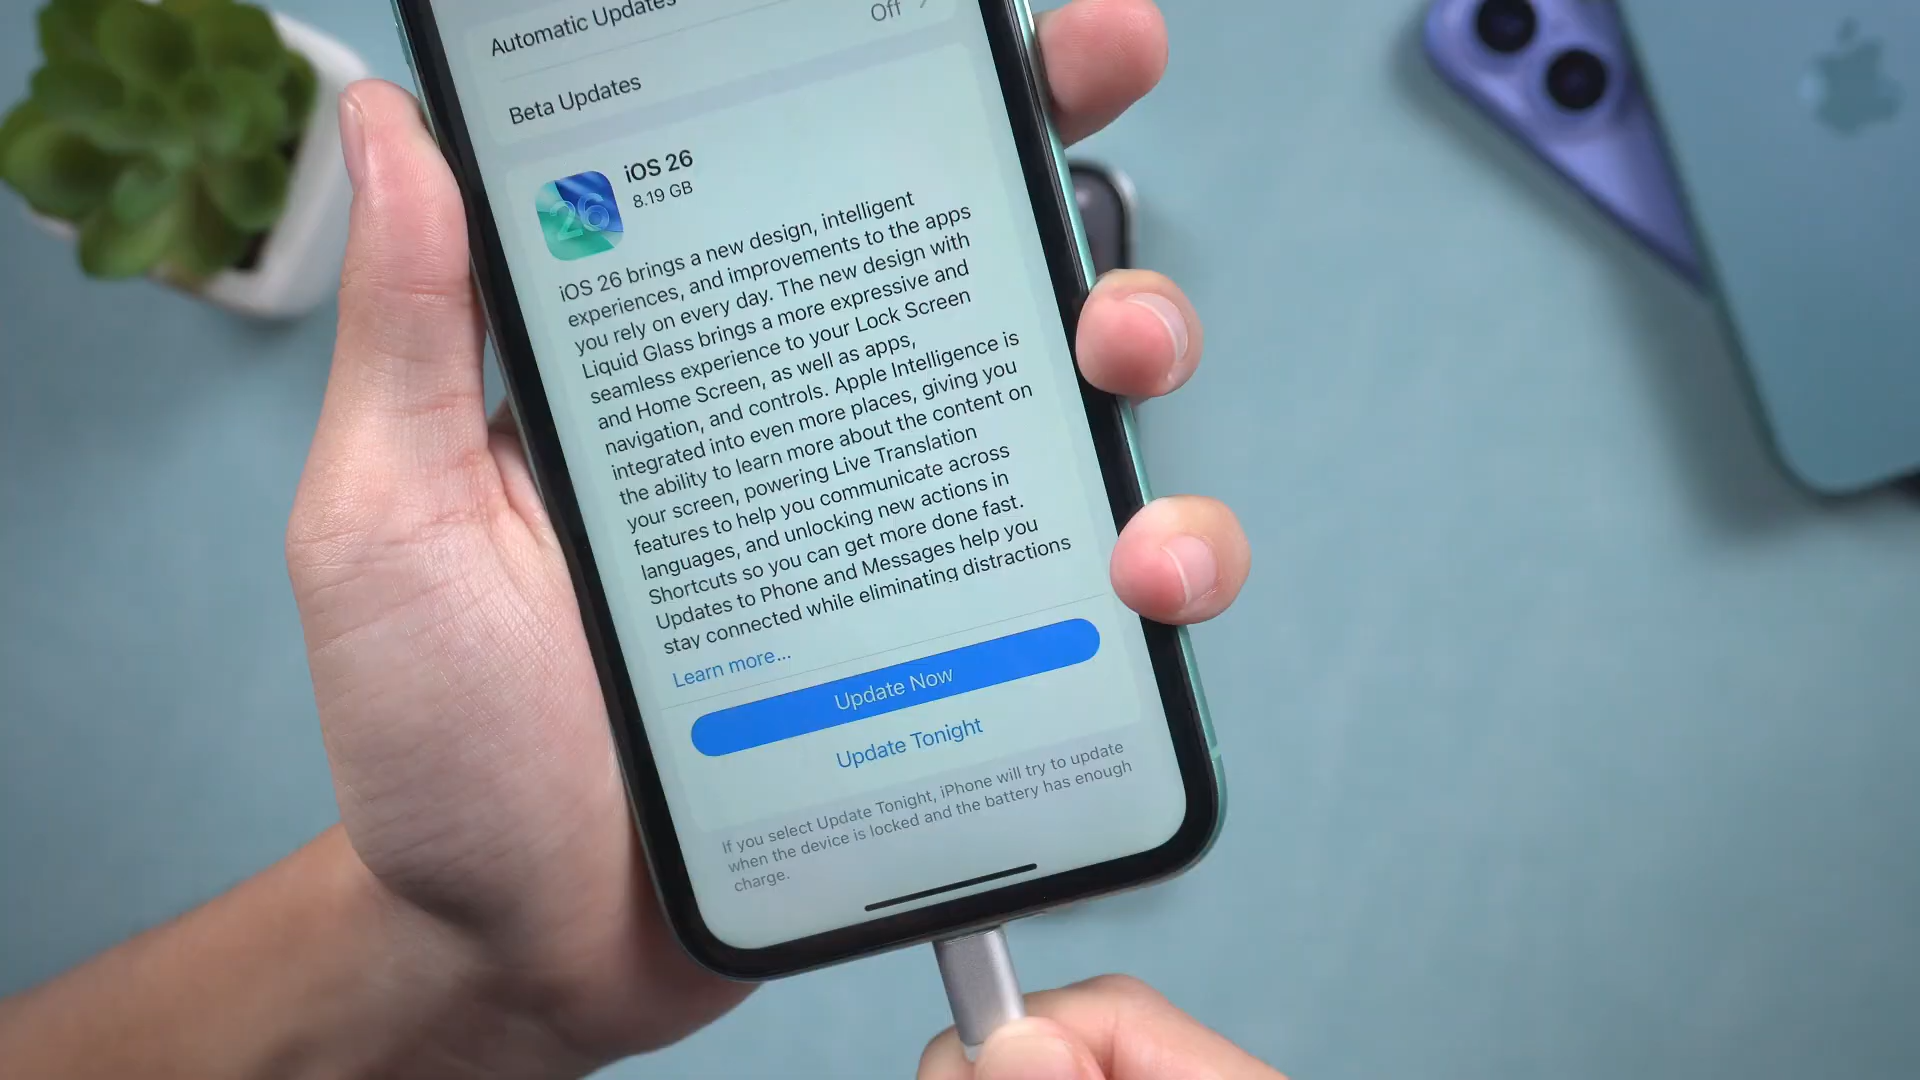 Automatic Updates
Off
Beta Updates
iOS 26
8.19 GB
26
iOS 26 brings a new design, intelligent
experiences, and improvements to the apps
you rely on every day. The new design with
Liquid Glass brings a more expressive and
seamless experience to your Lock Screen
and Home Screen, as well as apps,
navigation, and controls. Apple Intelligence is
integrated into even more places, giving you
the ability to learn more about the content on
your screen, powering Live Translation
features to help you communicate across
languages, and unlocking new actions in
Shortcuts so you can get more done fast.
Updates to Phone and Messages help you
stay connected while eliminating distractions
Learn more...
Update Now
Update Tonight
If you select Update Tonight, iPhone will try to update
when the device is locked and the battery has enough
charge.